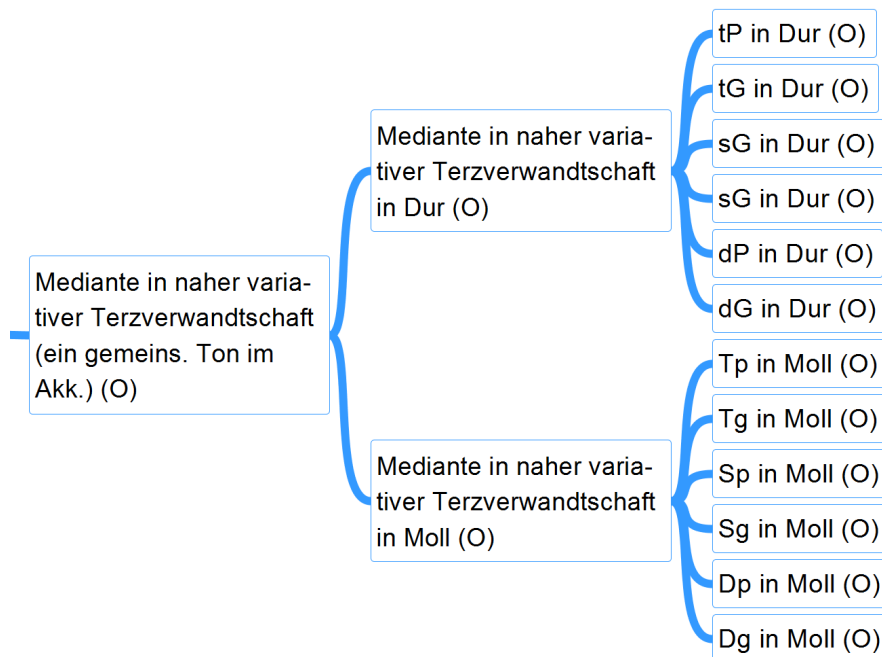 tP in Dur (O)
tG in Dur (O)
Mediante in naher varia-
tiver Terzverwandtschaft
in Dur (O)
sG in Dur (O)
sG in Dur (O)
dP in Dur (O)
dG in Dur (O)
Mediante in naher varia-
tiver Terzverwandtschaft
(ein gemeins. Ton im
Akk.) (O)
Tp in Moll (O)
Tg in Moll (O)
Mediante in naher varia-
tiver Terzverwandtschaft
in Moll (O)
Sp in Moll (O)
Sg in Moll (O)
Dp in Moll (O)
Dg in Moll (O)